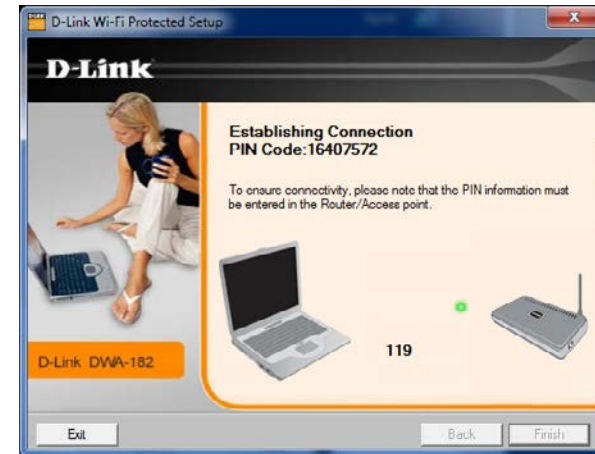 D-Link Wi-Fi Protected Setup
D-Link
Establishing Connection
PIN Code:16407572
To ensure connectivity, please note that the PIN information must
be entered in the Router/Access point.
119
D-Link DWA-182
Exit
Back
Finish